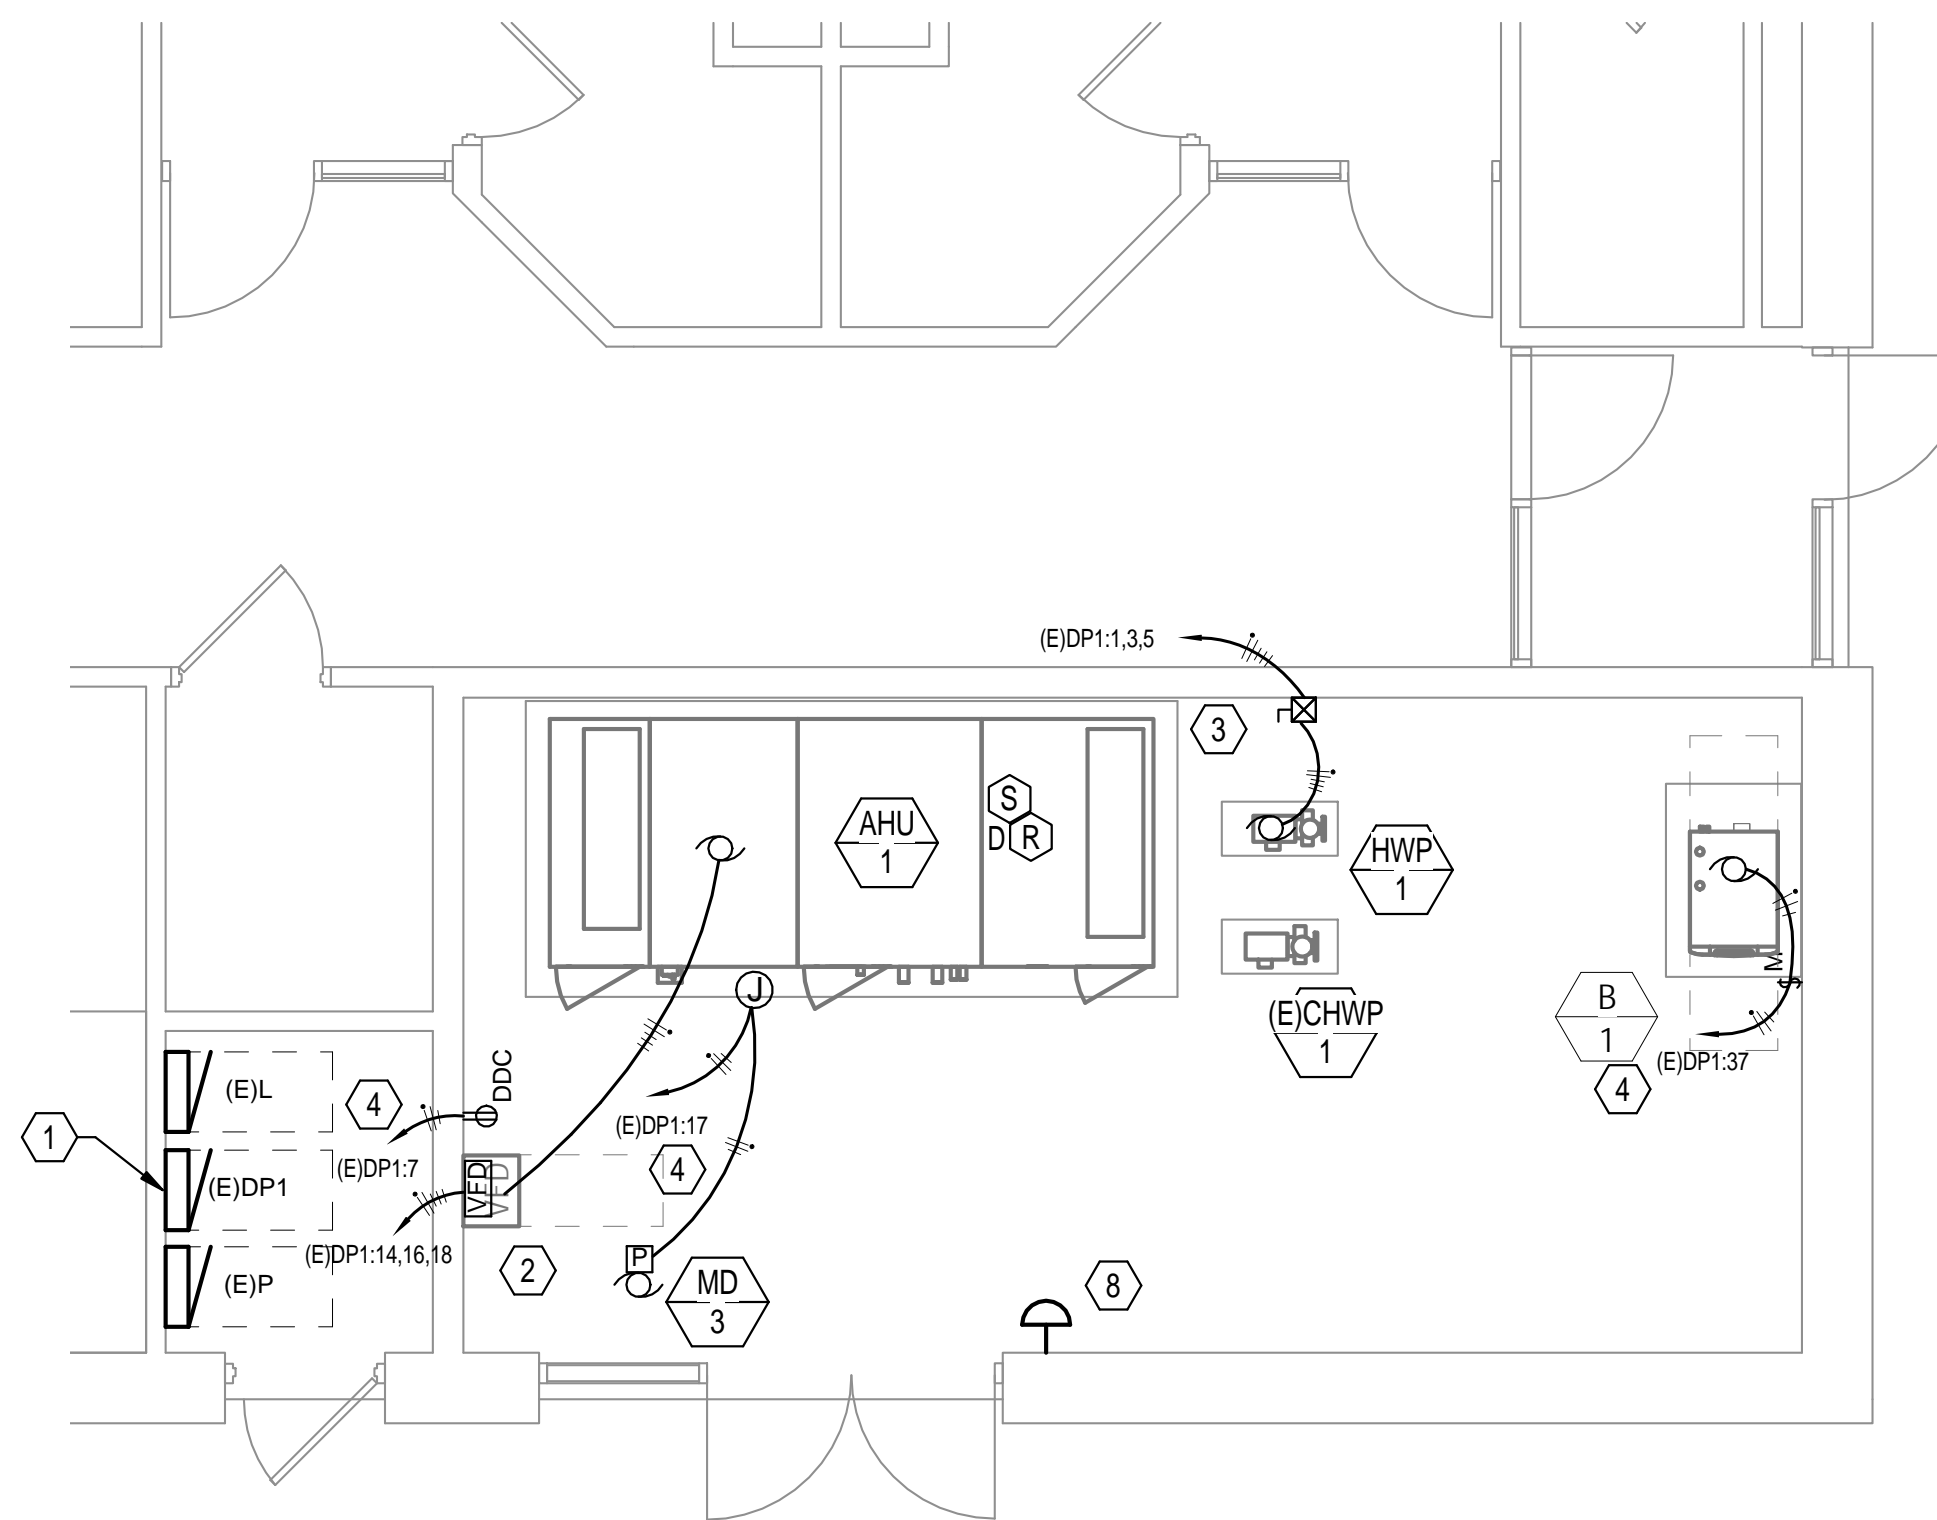 (E)DP1:1,3,5
3
AHU
1
S
D R
HWP
1
J
(E)CHWP
1
B
1
M
$
(E)DP1:37
4
DDC
(E)L
4
1
(E)DP1:17
(E)DP1:7
4
(E)DP1
VFD
VFD
(E)DP1:14,16,18
2
P
(E)P
MD
3
8